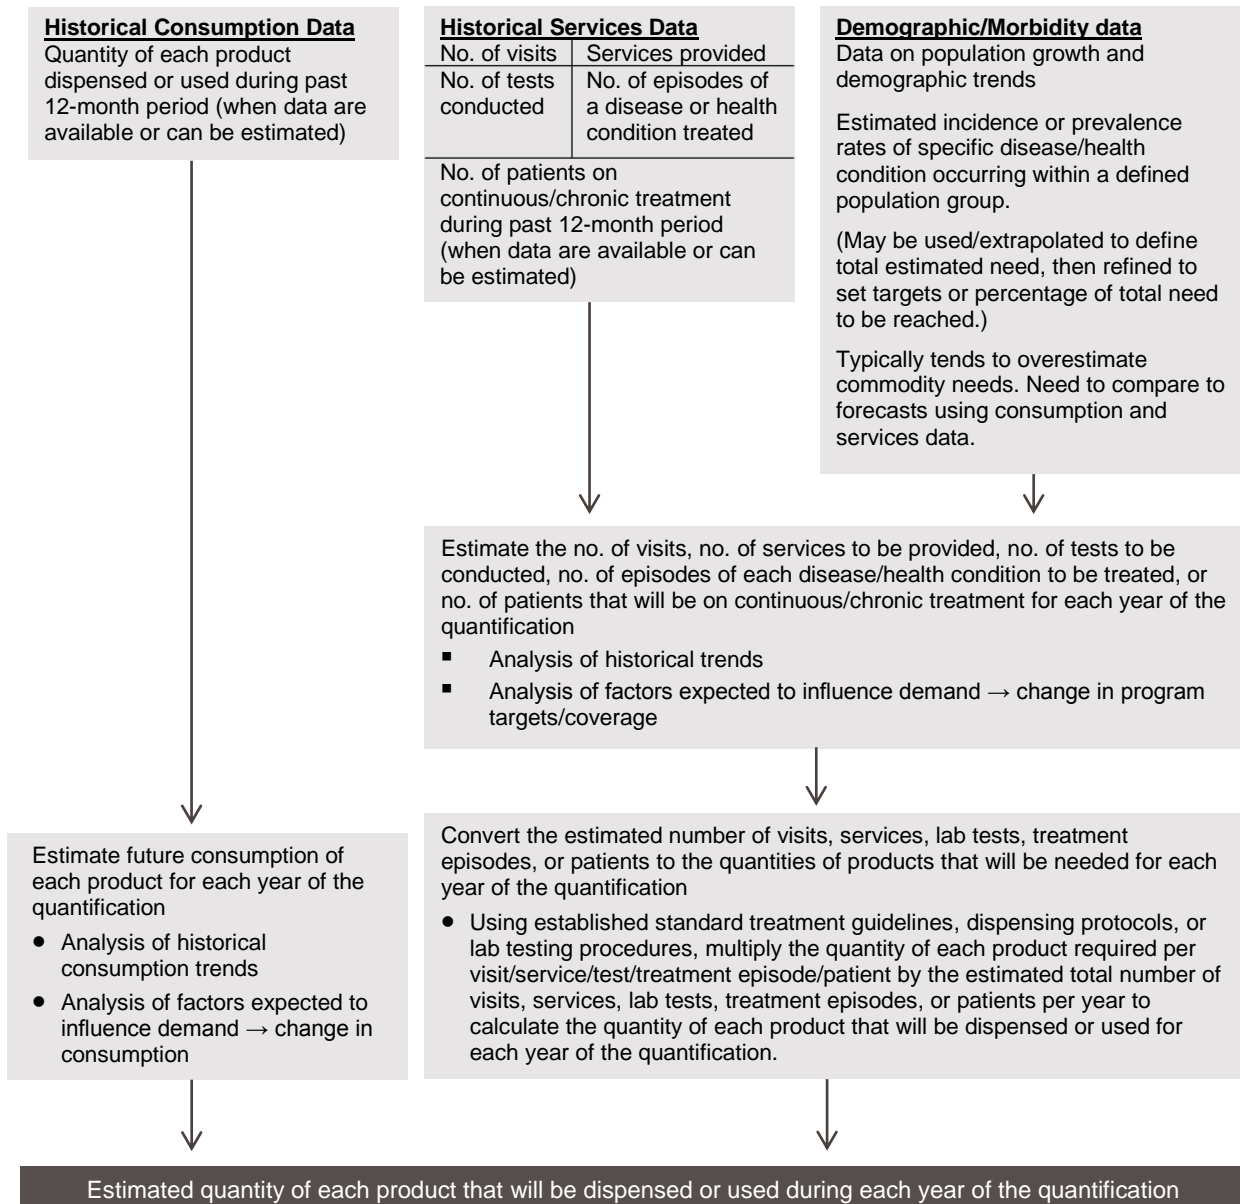 Historical Consumption Data
Quantity of each product
dispensed or used during past
12-month period (when data are
available or can be estimated)
Historical Services Data
No. of visits
Services provided
No. of tests
conducted
No. of episodes of
a disease or health
condition treated
No. of patients on
continuous/chronic treatment
during past 12-month period
(when data are available or can
be estimated)
Demographic/Morbidity data
Data on population growth and
demographic trends
Estimated incidence or prevalence
rates of specific disease/health
condition occurring within a defined
population group.
(May be used/extrapolated to define
total estimated need, then refined to
set targets or percentage of total need
to be reached.)
Typically tends to overestimate
commodity needs. Need to compare to
forecasts using consumption and
services data.
Estimate the no. of visits, no. of services to be provided, no. of tests to be
conducted, no. of episodes of each disease/health condition to be treated, or
no. of patients that will be on continuous/chronic treatment for each year of the
quantification
▪ Analysis of historical trends
▪ Analysis of factors expected to influence demand → change in program
targets/coverage
Estimate future consumption of
each product for each year of the
quantification
• Analysis of historical
consumption trends
• Analysis of factors expected to
influence demand → change in
consumption
Convert the estimated number of visits, services, lab tests, treatment
episodes, or patients to the quantities of products that will be needed for each
year of the quantification
• Using established standard treatment guidelines, dispensing protocols, or
lab testing procedures, multiply the quantity of each product required per
visit/service/test/treatment episode/patient by the estimated total number of
visits, services, lab tests, treatment episodes, or patients per year to
calculate the quantity of each product that will be dispensed or used for
each year of the quantification.
Estimated quantity of each product that will be dispensed or used during each year of the quantification